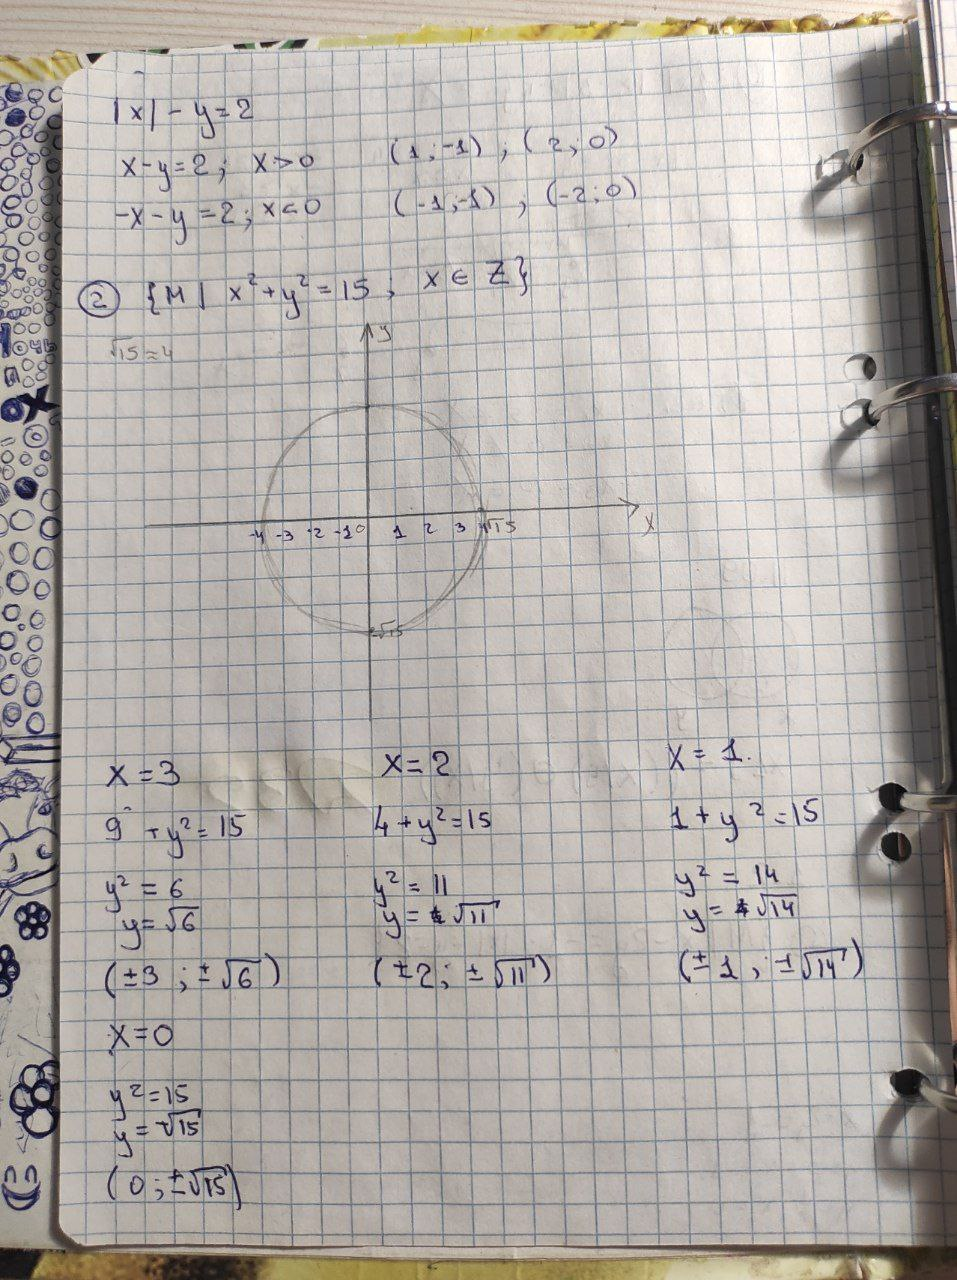 |x| - y = 2
x - y = 2; x > 0 (1; -1), (2; 0)
-x - y = 2; x < 0 (-1; -1), (-2; 0)
② {M | x² + y² = 15; x ∈ Z}
√15 ≈ 4
y
-4 -3 -2 -1 0 1 2 3 √15 x
-√15
x = 3 x = 2 x = 1.
9 + y² = 15 4 + y² = 15 1 + y² = 15
y² = 6 y² = 11 y² = 14
y = √6 y = √11 y = √14
(±3; ±√6) (±2; ±√11) (±1; ±√14)
x = 0
y² = 15
y = √15
(0; ±√15)